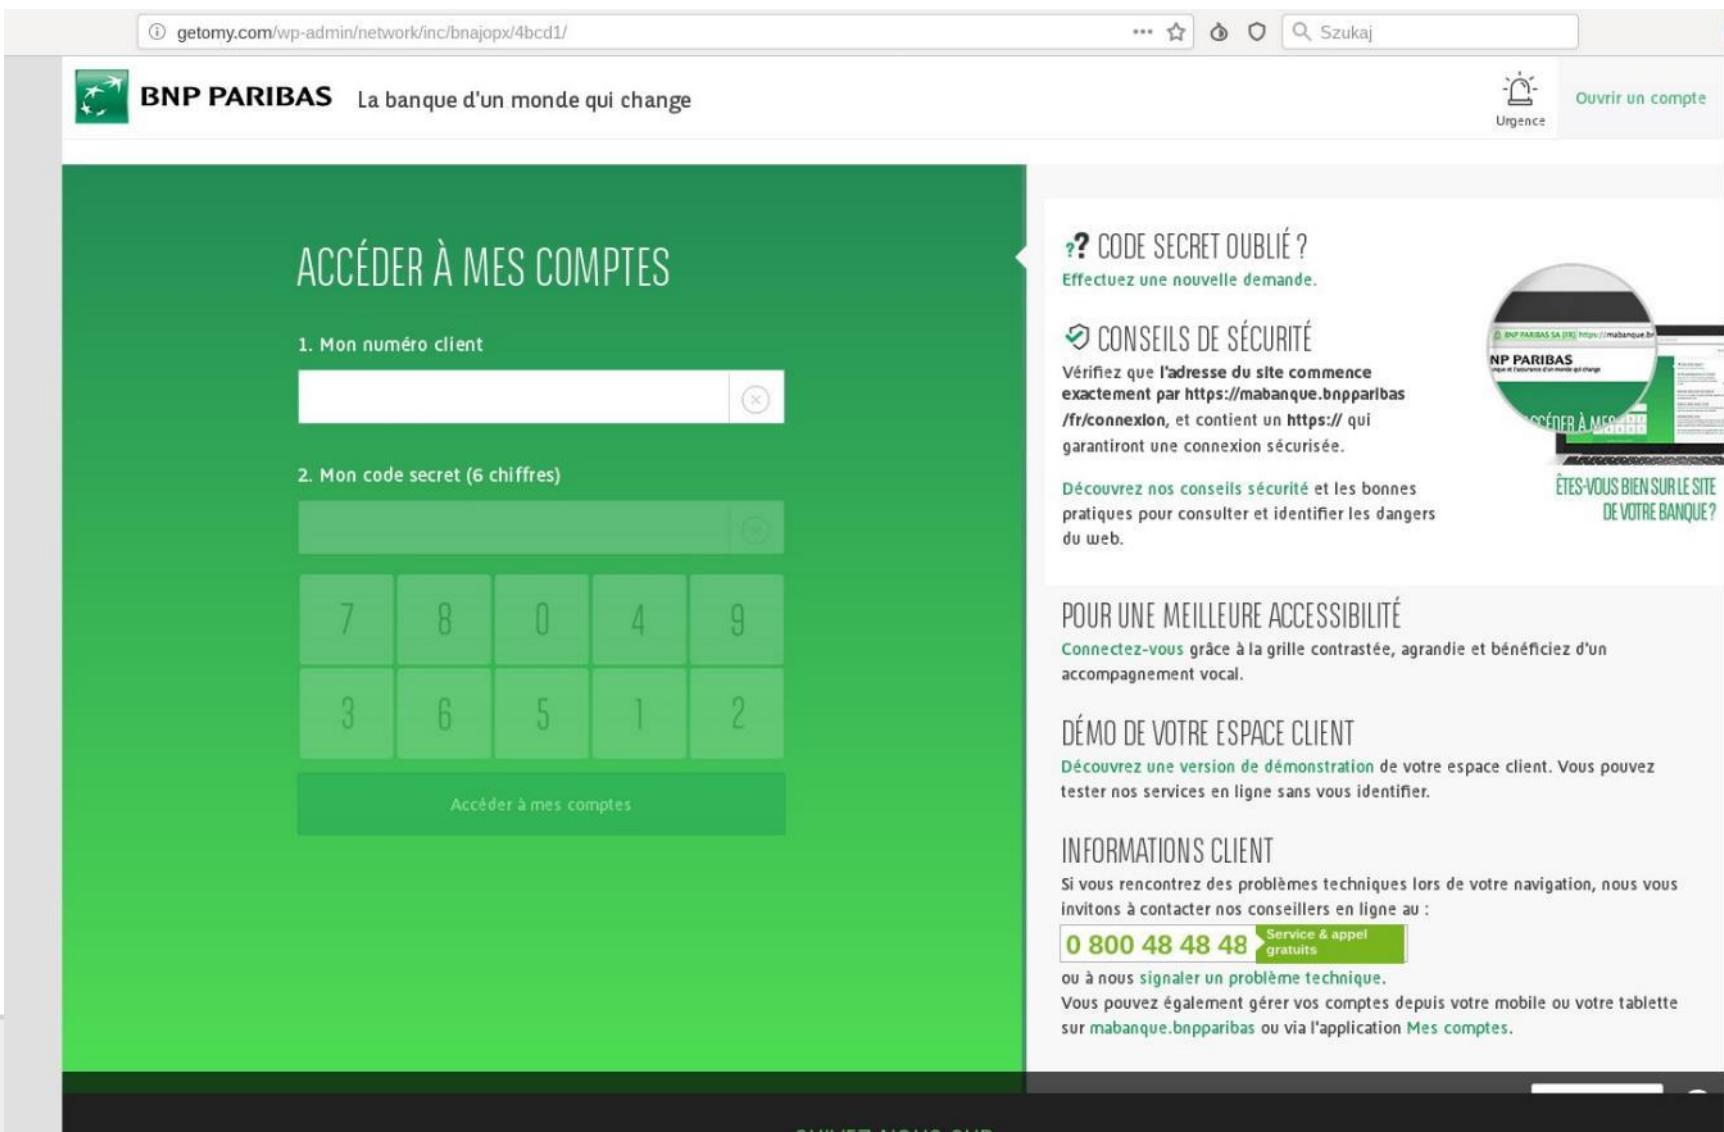 getomy.com/wp-admin/network/inc/bnajopx/4bcd1/
Szukaj
BNP PARIBAS La banque d'un monde qui change
Urgence
Ouvrir un compte
ACCÉDER À MES COMPTES
1. Mon numéro client
2. Mon code secret (6 chiffres)
7 8 0 4 9
3 6 5 1 2
Accéder à mes comptes
?? CODE SECRET OUBLIÉ ?
Effectuez une nouvelle demande.
CONSEILS DE SÉCURITÉ
Vérifiez que l'adresse du site commence
exactement par https://mabanque.bnpparibas
/fr/connexion, et contient un https:// qui
garantiront une connexion sécurisée.
Découvrez nos conseils sécurité et les bonnes
pratiques pour consulter et identifier les dangers
du web.
BNP PARIBAS SA (FR) https://mabanque.bn
NP PARIBAS
ACCÉDER À MES
ÊTES-VOUS BIEN SUR LE SITE
DE VOTRE BANQUE ?
POUR UNE MEILLEURE ACCESSIBILITÉ
Connectez-vous grâce à la grille contrastée, agrandie et bénéficiez d'un
accompagnement vocal.
DÉMO DE VOTRE ESPACE CLIENT
Découvrez une version de démonstration de votre espace client. Vous pouvez
tester nos services en ligne sans vous identifier.
INFORMATIONS CLIENT
Si vous rencontrez des problèmes techniques lors de votre navigation, nous vous
invitons à contacter nos conseillers en ligne au :
0 800 48 48 48 Service & appel
gratuits
ou à nous signaler un problème technique.
Vous pouvez également gérer vos comptes depuis votre mobile ou votre tablette
sur mabanque.bnpparibas ou via l'application Mes comptes.